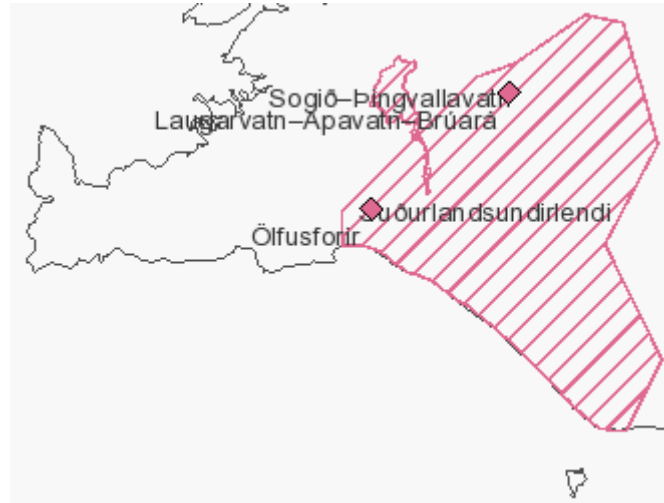 Sogið–Þingvallavatn
Laugarvatn–Apavatn–Brúará
Suðurlandsundirlendi
Ölfusforir